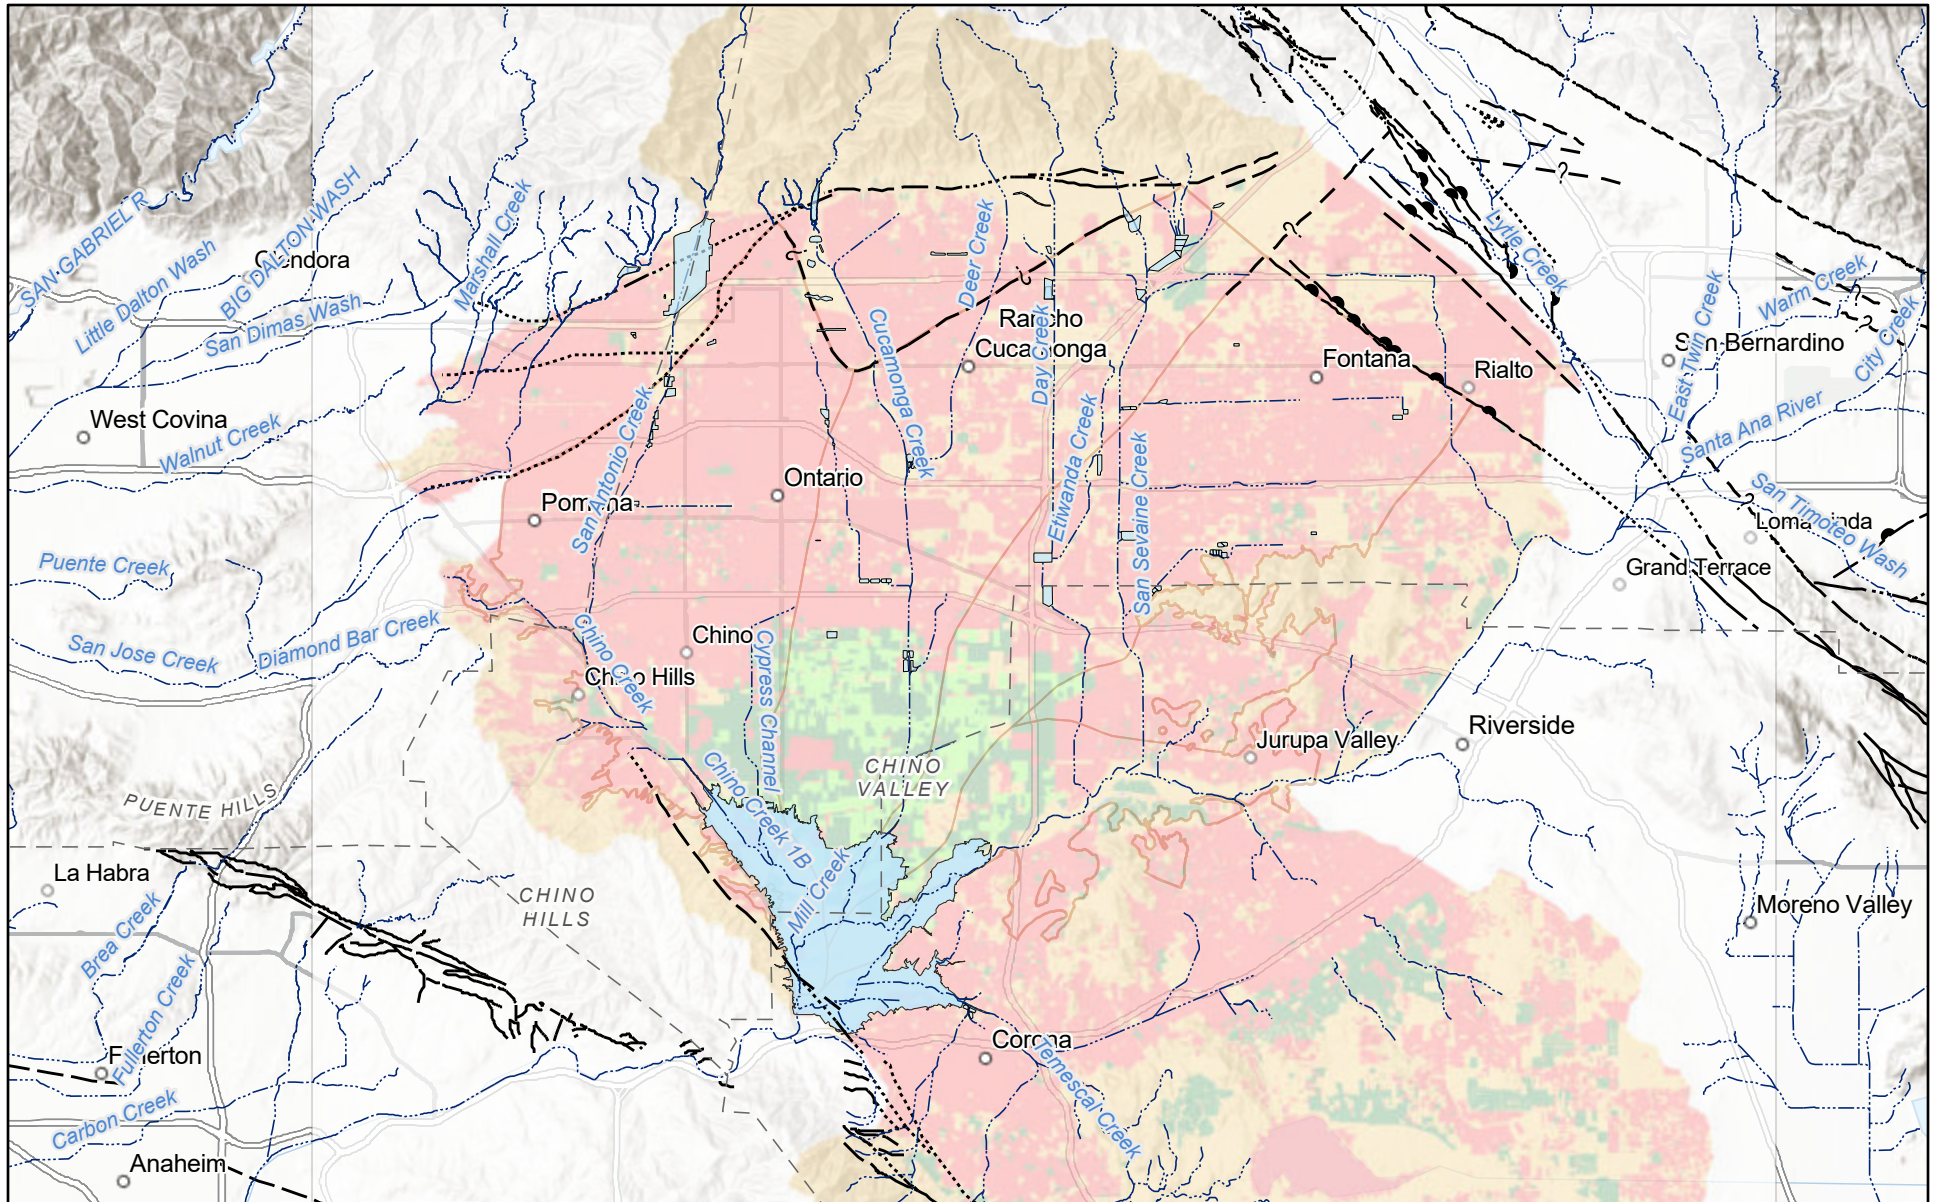 SAN GABRIEL R
Little Dalton Wash
BIG DALTON WASH
Glendora
San Dimas Wash
Marshall Creek
West Covina
Walnut Creek
Puente Creek
San Jose Creek
Diamond Bar Creek
Pomona
San Antonio Creek
Ontario
Cucamonga Creek
Deer Creek
Rancho
Cucamonga
Day Creek
Etiwanda Creek
San Sevaine Creek
Fontana
Rialto
Lytle Creek
San Bernardino
East Twin Creek
Warm Creek
City Creek
Santa Ana River
San Timoteo Wash
Loma Linda
Grand Terrace
Chino
Chino Hills
Chino Creek
Cypress Channel
CHINO
VALLEY
Jurupa Valley
Riverside
Chino Creek 1B
Mill Creek
PUENTE HILLS
La Habra
CHINO
HILLS
Brea Creek
Fullerton Creek
Fullerton
Carbon Creek
Anaheim
Corona
Temescal Creek
Moreno Valley
?
?
?
?
?
?
?